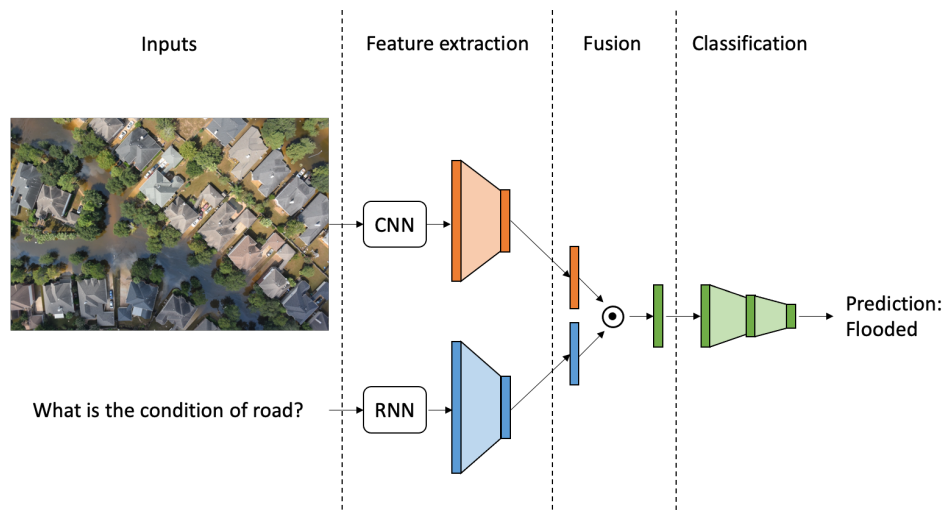 Inputs
Feature extraction
Fusion
Classification
CNN
Prediction:
Flooded
What is the condition of road?
RNN